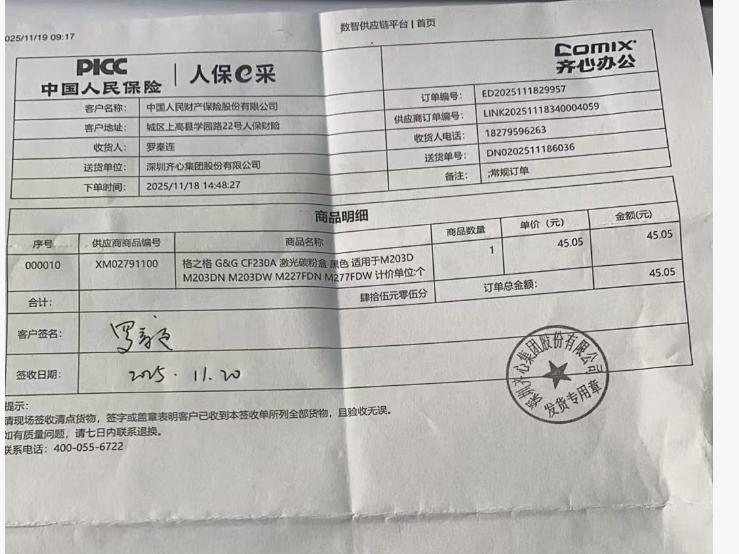 025/11/19 09:17
数智供应链平台 | 首页
PICC
中国人民保险 | 人保e采
Comix
齐心办公
客户名称: 中国人民财产保险股份有限公司
订单编号: ED2025111829957
客户地址: 城区上高县学园路22号人保财险
供应商订单编号: LINK20251118340004059
收货人: 罗秦连
收货人电话: 18279596263
送货单位: 深圳齐心集团股份有限公司
送货单号: DN0202511186036
下单时间: 2025/11/18 14:48:27
备注: ;常规订单
商品明细
序号 供应商商品编号 商品名称 商品数量 单价（元） 金额(元)
000010 XM02791100 格之格 G&G CF230A 激光碳粉盒 黑色 适用于M203D 1 45.05 45.05
M203DN M203DW M227FDN M277FDW 计价单位:个
合计: 肆拾伍元零伍分 订单总金额: 45.05
客户签名:
签收日期: 2025.11.20
深圳齐心集团股份有限公司
发货专用章
提示:
请现场签收清点货物，签字或盖章表明客户已收到本签收单所列全部货物，且验收无误。
如有质量问题，请七日内联系退换。
联系电话：400-055-6722